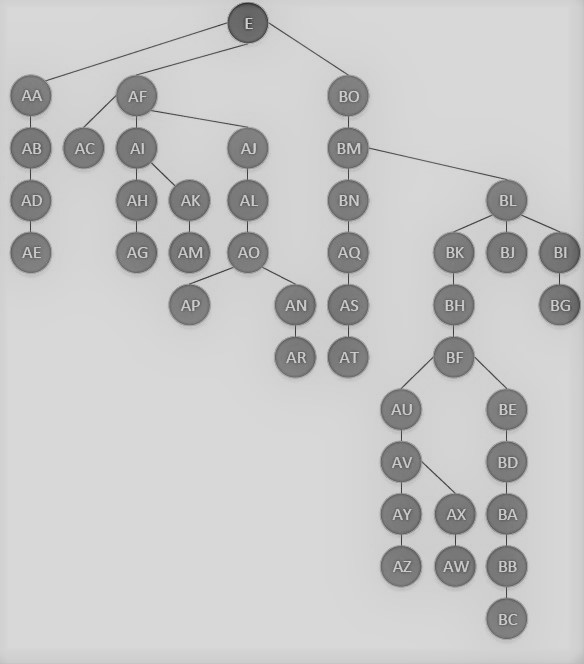 E
AA AF BO
AB AC AI AJ BM
AD AH AK AL BN BL
AE AG AM AO AQ BK BJ BI
AP AN AS BH BG
AR AT BF
AU BE
AV BD
AY AX BA
AZ AW BB
BC